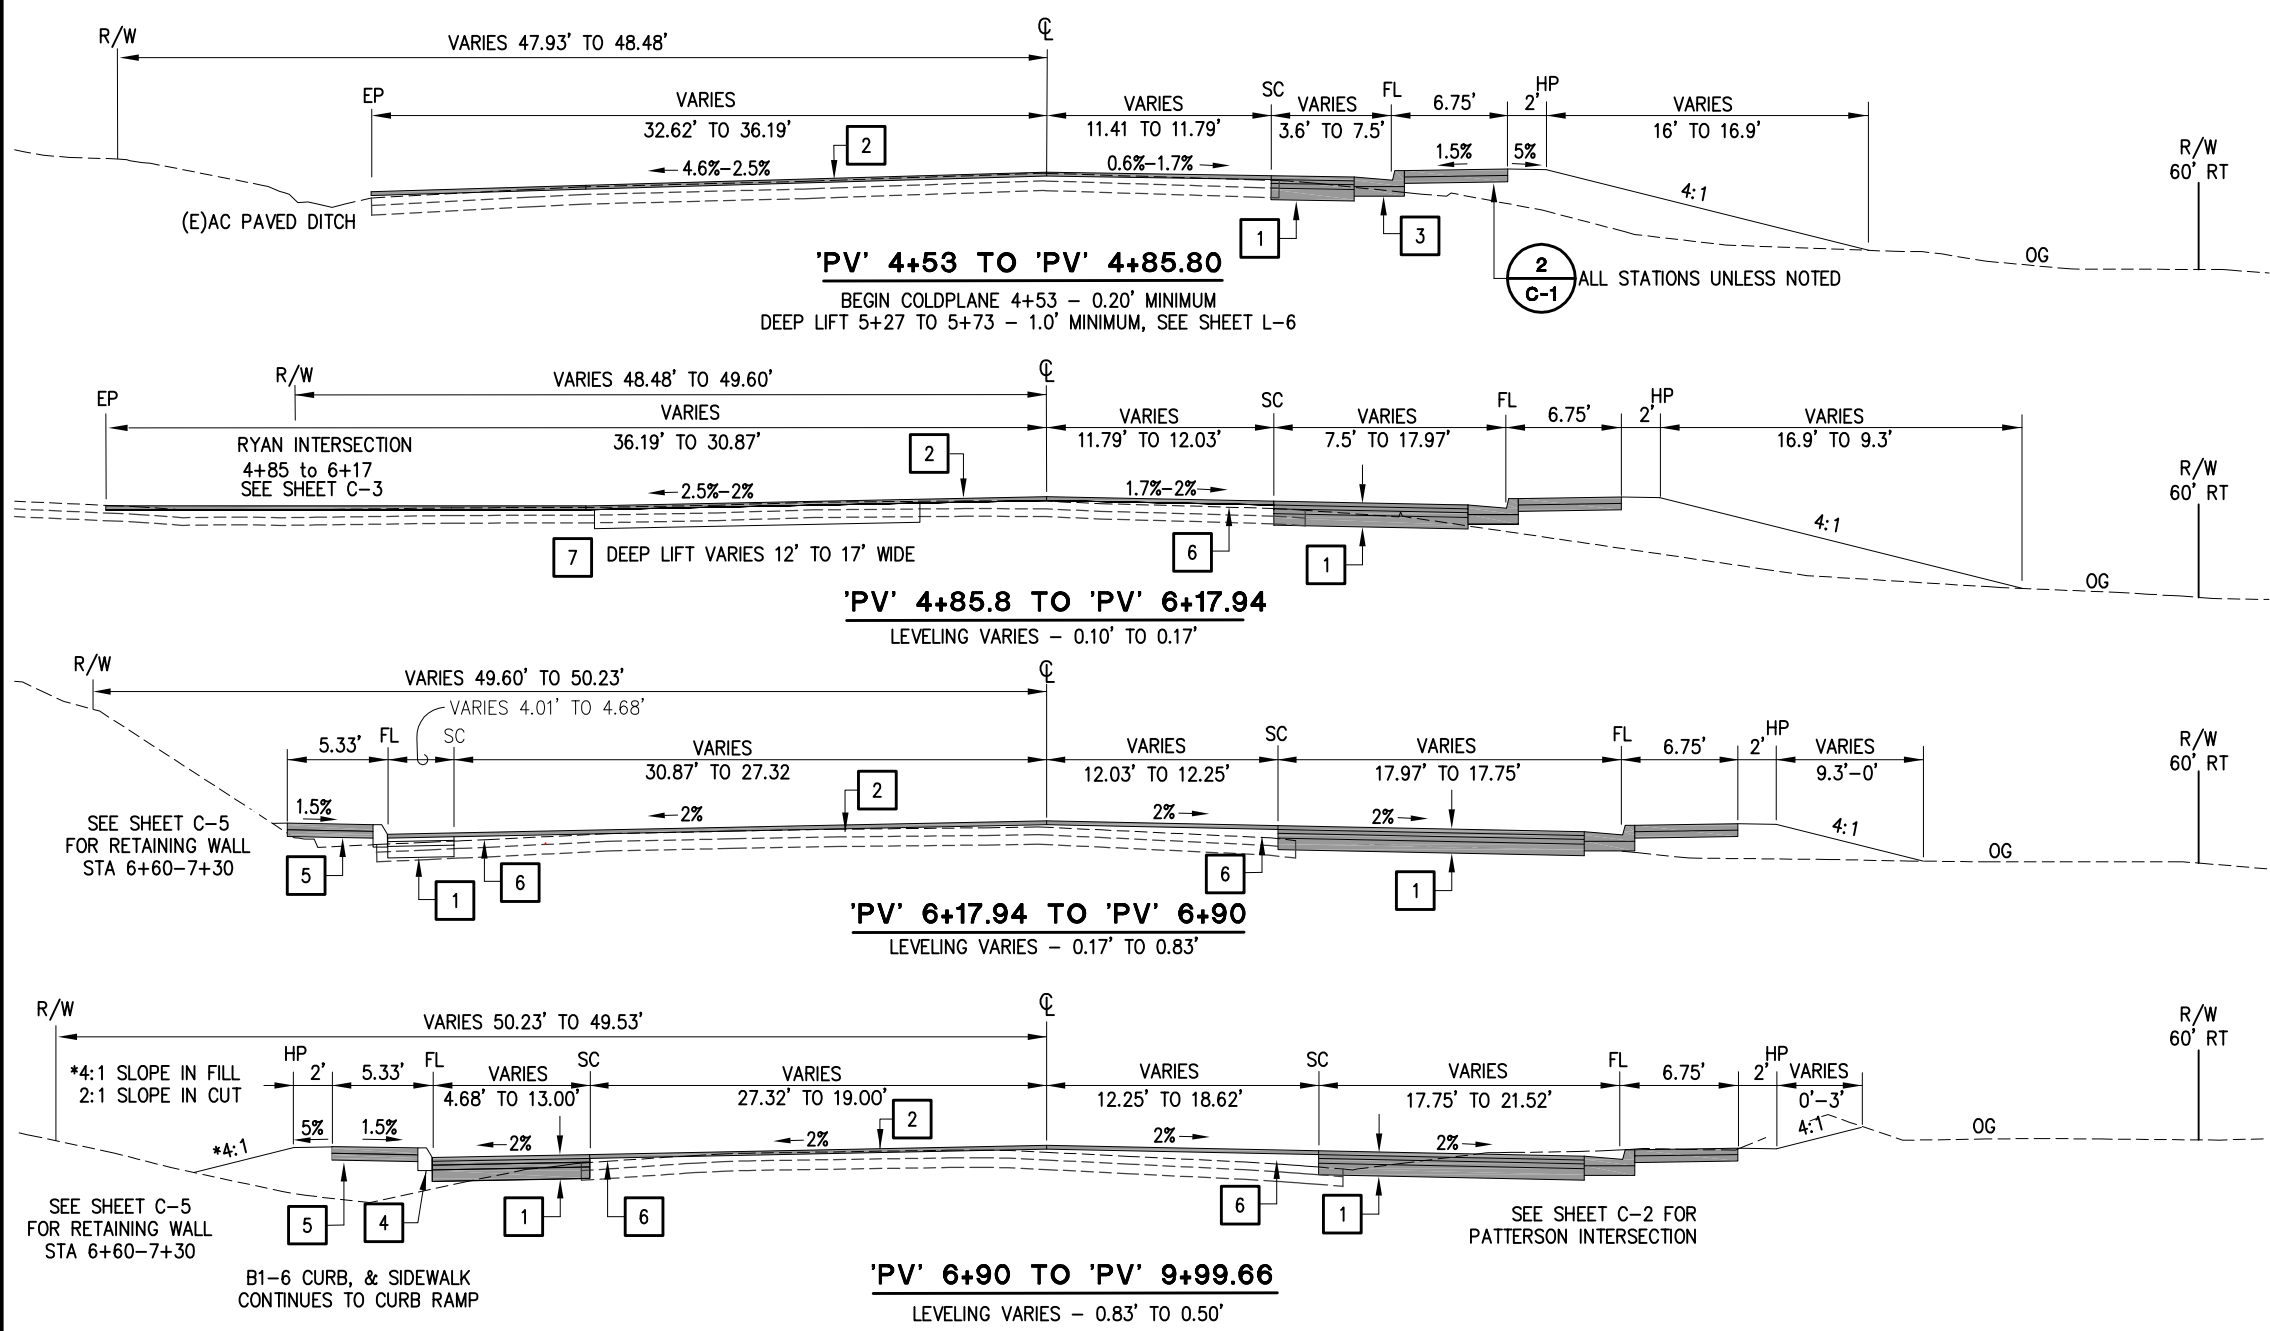 R/W
VARIES 47.93' TO 48.48'
℄
EP
VARIES
32.62' TO 36.19'
VARIES
11.41 TO 11.79'
SC
VARIES
3.6' TO 7.5'
FL
6.75'
2'
HP
VARIES
16' TO 16.9'
R/W
60' RT
2
4.6%-2.5%
0.6%-1.7%
1.5%
5%
4:1
(E)AC PAVED DITCH
1
3
OG
'PV' 4+53 TO 'PV' 4+85.80
BEGIN COLDPLANE 4+53 - 0.20' MINIMUM
DEEP LIFT 5+27 TO 5+73 - 1.0' MINIMUM, SEE SHEET L-6
2
C-1
ALL STATIONS UNLESS NOTED
R/W
VARIES 48.48' TO 49.60'
℄
EP
VARIES
36.19' TO 30.87'
VARIES
11.79' TO 12.03'
SC
VARIES
7.5' TO 17.97'
FL
6.75'
2'
HP
VARIES
16.9' TO 9.3'
R/W
60' RT
RYAN INTERSECTION
4+85 to 6+17
SEE SHEET C-3
2
2.5%-2%
1.7%-2%
4:1
7
DEEP LIFT VARIES 12' TO 17' WIDE
6
1
OG
'PV' 4+85.8 TO 'PV' 6+17.94
LEVELING VARIES - 0.10' TO 0.17'
R/W
VARIES 49.60' TO 50.23'
℄
VARIES 4.01' TO 4.68'
5.33'
FL
SC
VARIES
30.87' TO 27.32
VARIES
12.03' TO 12.25'
SC
VARIES
17.97' TO 17.75'
FL
6.75'
2'
HP
VARIES
9.3'-0'
R/W
60' RT
1.5%
2%
2
2%
2%
4:1
SEE SHEET C-5
FOR RETAINING WALL
STA 6+60-7+30
5
1
6
6
1
OG
'PV' 6+17.94 TO 'PV' 6+90
LEVELING VARIES - 0.17' TO 0.83'
R/W
VARIES 50.23' TO 49.53'
℄
*4:1 SLOPE IN FILL
2:1 SLOPE IN CUT
HP
2'
5.33'
FL
VARIES
4.68' TO 13.00'
SC
VARIES
27.32' TO 19.00'
VARIES
12.25' TO 18.62'
SC
VARIES
17.75' TO 21.52'
FL
6.75'
2'
HP
VARIES
0'-3'
R/W
60' RT
*4:1
5%
1.5%
2%
2%
2
2%
2%
4:1
OG
SEE SHEET C-5
FOR RETAINING WALL
STA 6+60-7+30
5
4
1
6
6
1
SEE SHEET C-2 FOR
PATTERSON INTERSECTION
B1-6 CURB, & SIDEWALK
CONTINUES TO CURB RAMP
'PV' 6+90 TO 'PV' 9+99.66
LEVELING VARIES - 0.83' TO 0.50'